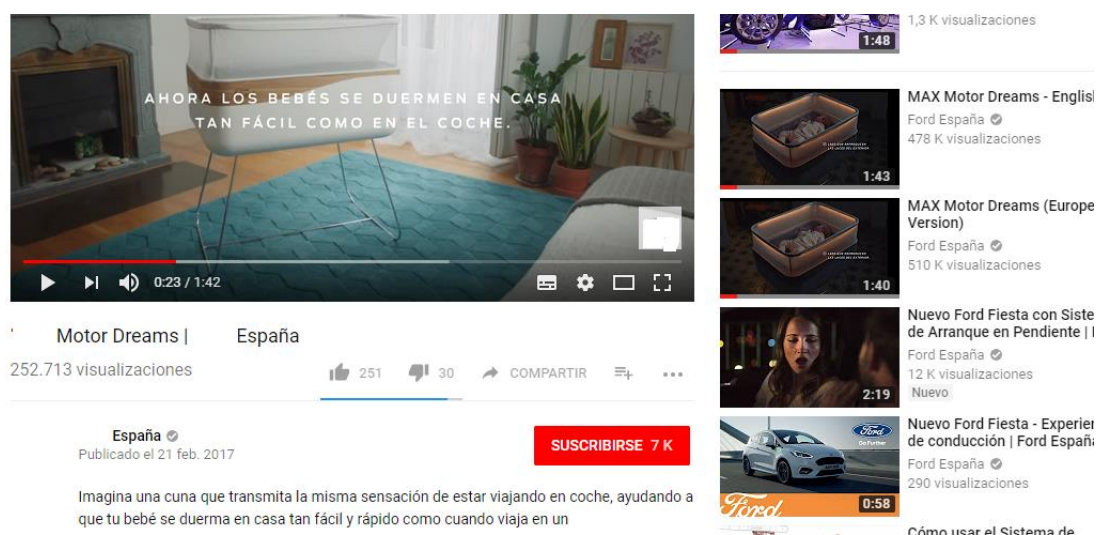 AHORA LOS BEBÉS SE DUERMEN EN CASA
TAN FÁCIL COMO EN EL COCHE.
0:23 / 1:42
Motor Dreams | España
252.713 visualizaciones
251
30
COMPARTIR
España
Publicado el 21 feb. 2017
SUSCRIBIRSE 7 K
Imagina una cuna que transmita la misma sensación de estar viajando en coche, ayudando a
que tu bebé se duerma en casa tan fácil y rápido como cuando viaja en un
1,3 K visualizaciones
1:48
MAX Motor Dreams - English
Ford España
478 K visualizaciones
1:43
MAX Motor Dreams (Europe
Version)
Ford España
510 K visualizaciones
1:40
Nuevo Ford Fiesta con Siste
de Arranque en Pendiente |
Ford España
12 K visualizaciones
Nuevo
2:19
Nuevo Ford Fiesta - Experien
de conducción | Ford España
Ford España
290 visualizaciones
Ford
Go Further
Ford
0:58
Cómo usar el Sistema de